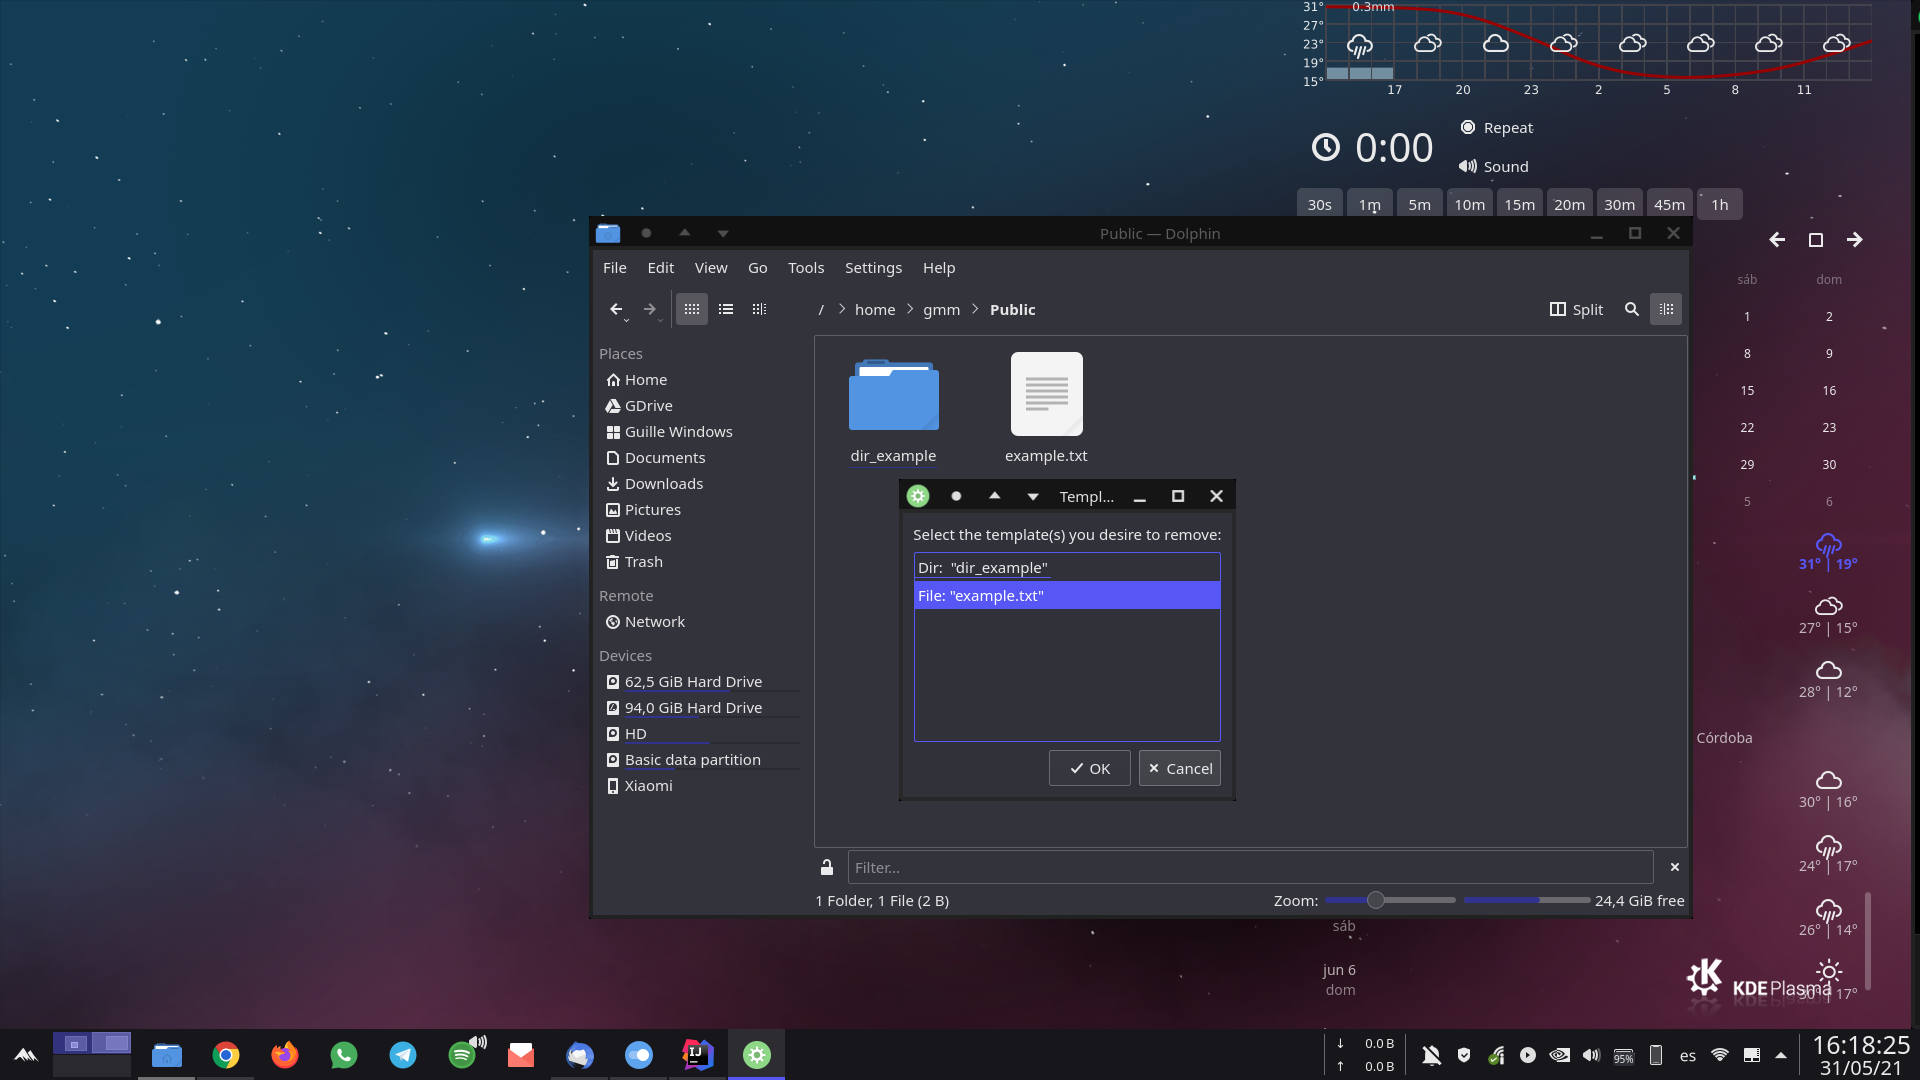 31° 0.3mm
27°
23°
19°
15°
17 20 23 2 5 8 11
0:00
Repeat
Sound
30s 1m 5m 10m 15m 20m 30m 45m 1h
Public — Dolphin
File Edit View Go Tools Settings Help
/ home gmm Public
Split
sáb dom
1 2
8 9
15 16
22 23
29 30
5 6
Places
Home
GDrive
Guille Windows
Documents
Downloads
Pictures
Videos
Trash
Remote
Network
Devices
62,5 GiB Hard Drive
94,0 GiB Hard Drive
HD
Basic data partition
Xiaomi
dir_example
example.txt
Templ...
Select the template(s) you desire to remove:
Dir: "dir_example"
File: "example.txt"
OK
Cancel
Filter...
1 Folder, 1 File (2 B)
Zoom:
24,4 GiB free
31° | 19°
27° | 15°
28° | 12°
Córdoba
30° | 16°
24° | 17°
26° | 14°
30° | 17°
sáb
jun 6
dom
KDE Plasma
↓ 0.0 B
↑ 0.0 B
95%
es
16:18:25
31/05/21